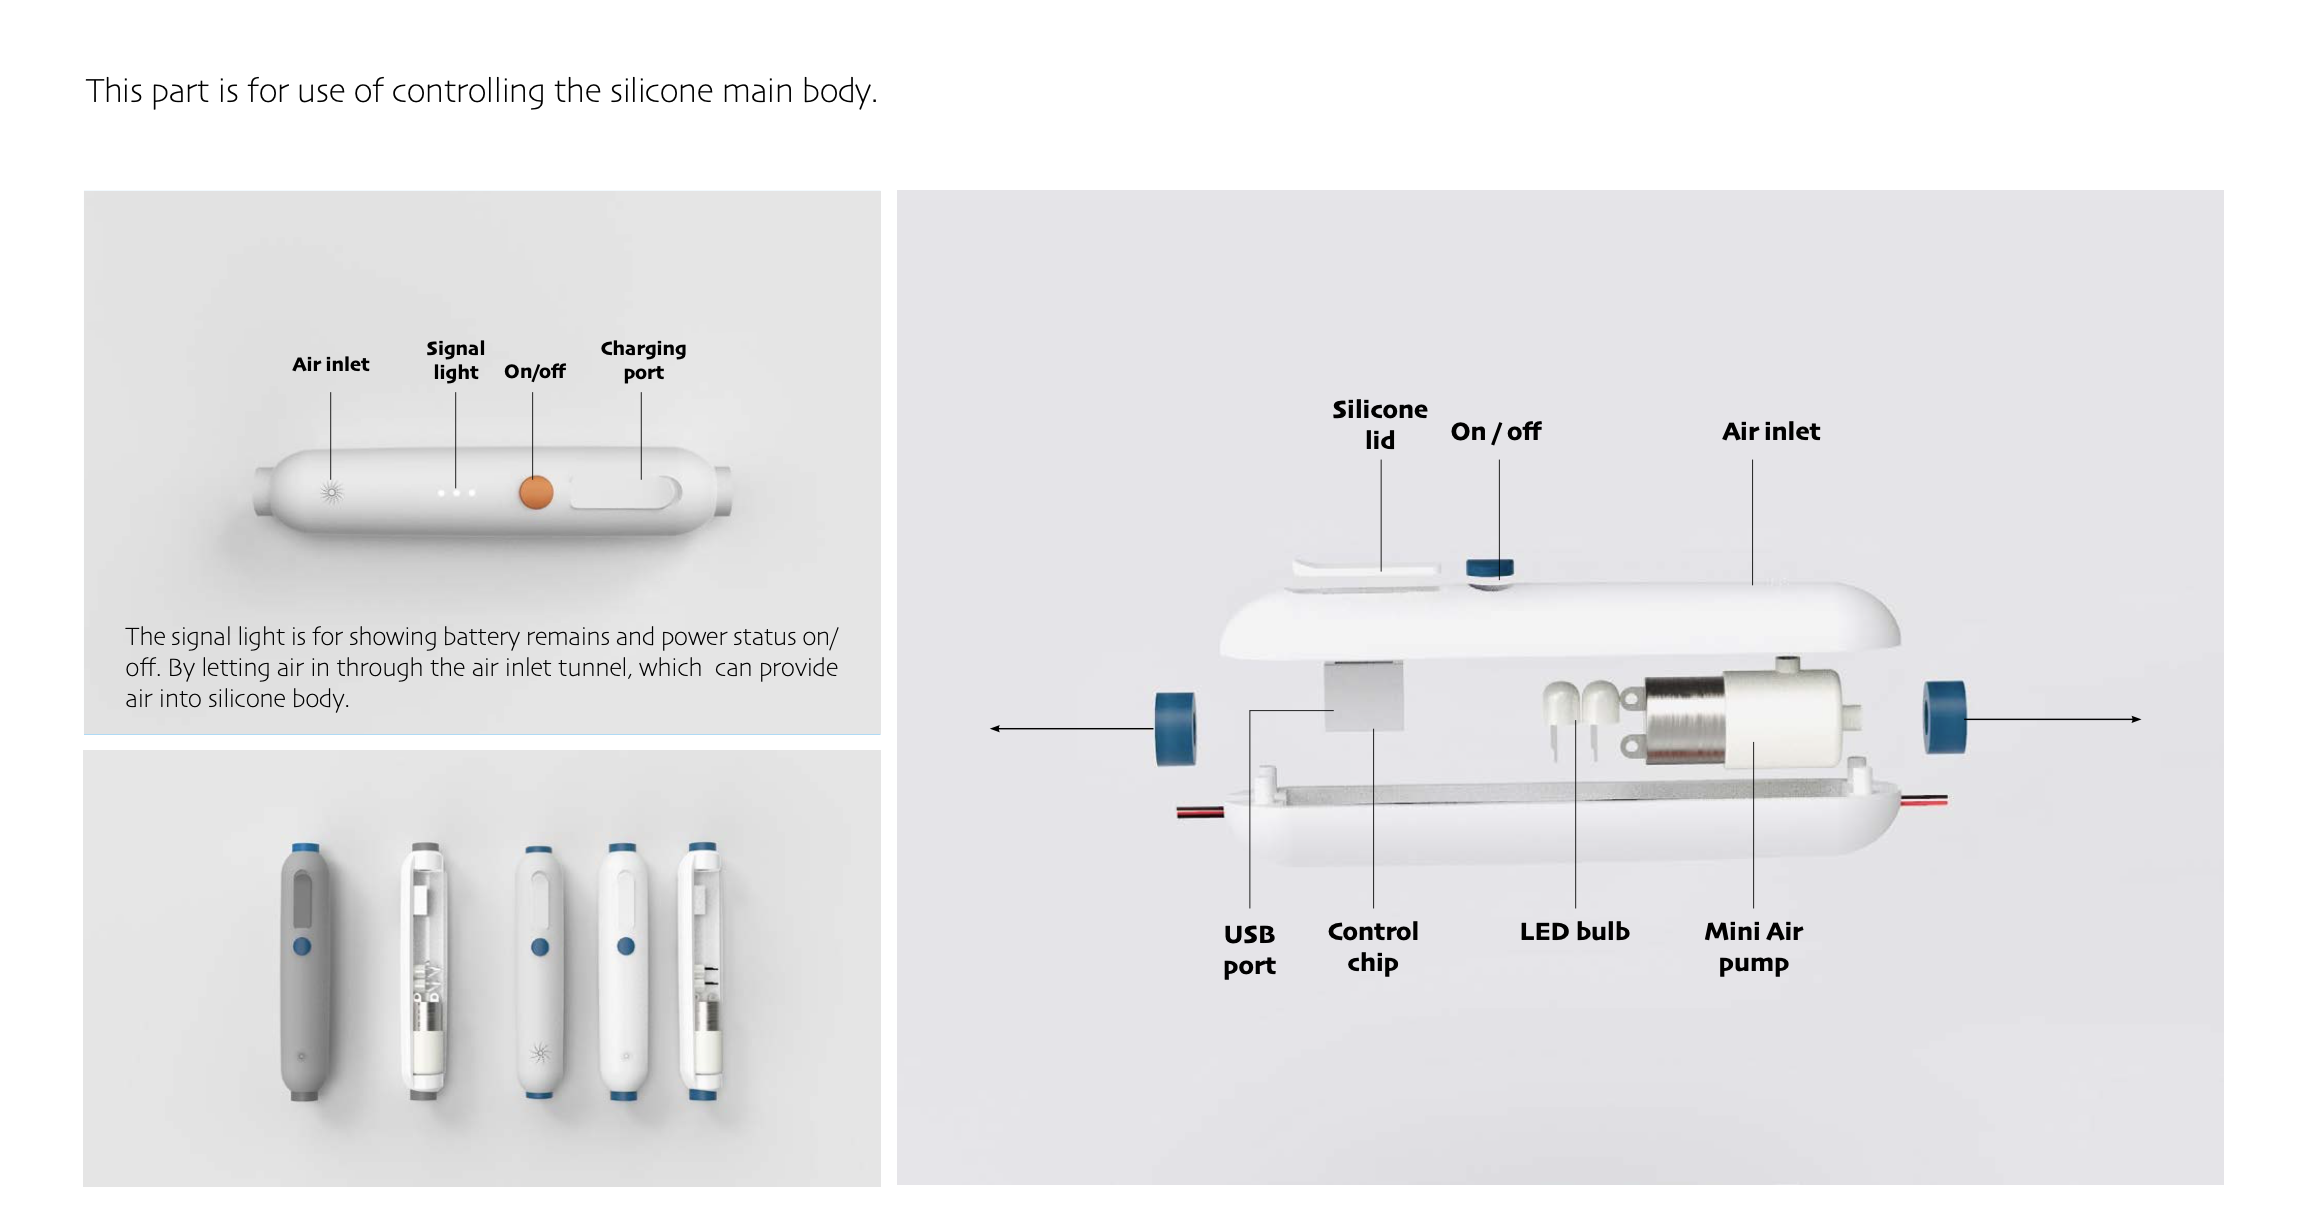 This part is for use of controlling the silicone main body.
Air inlet
Signal
light
On/off
Charging
port
The signal light is for showing battery remains and power status on/
off. By letting air in through the air inlet tunnel, which  can provide
air into silicone body.
Silicone
lid
On / off
Air inlet
USB
port
Control
chip
LED bulb
Mini Air
pump